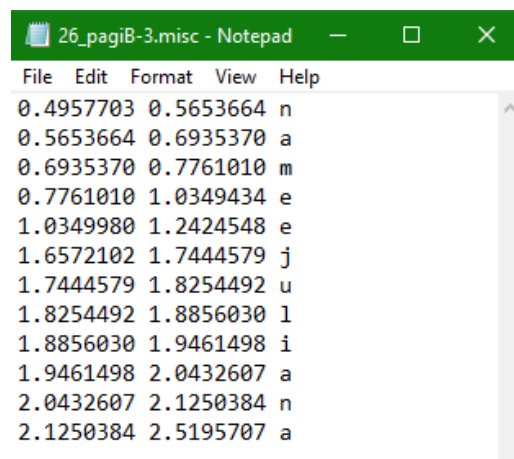 26_pagiB-3.misc - Notepad
File Edit Format View Help
0.4957703 0.5653664 n
0.5653664 0.6935370 a
0.6935370 0.7761010 m
0.7761010 1.0349434 e
1.0349980 1.2424548 e
1.6572102 1.7444579 j
1.7444579 1.8254492 u
1.8254492 1.8856030 l
1.8856030 1.9461498 i
1.9461498 2.0432607 a
2.0432607 2.1250384 n
2.1250384 2.5195707 a